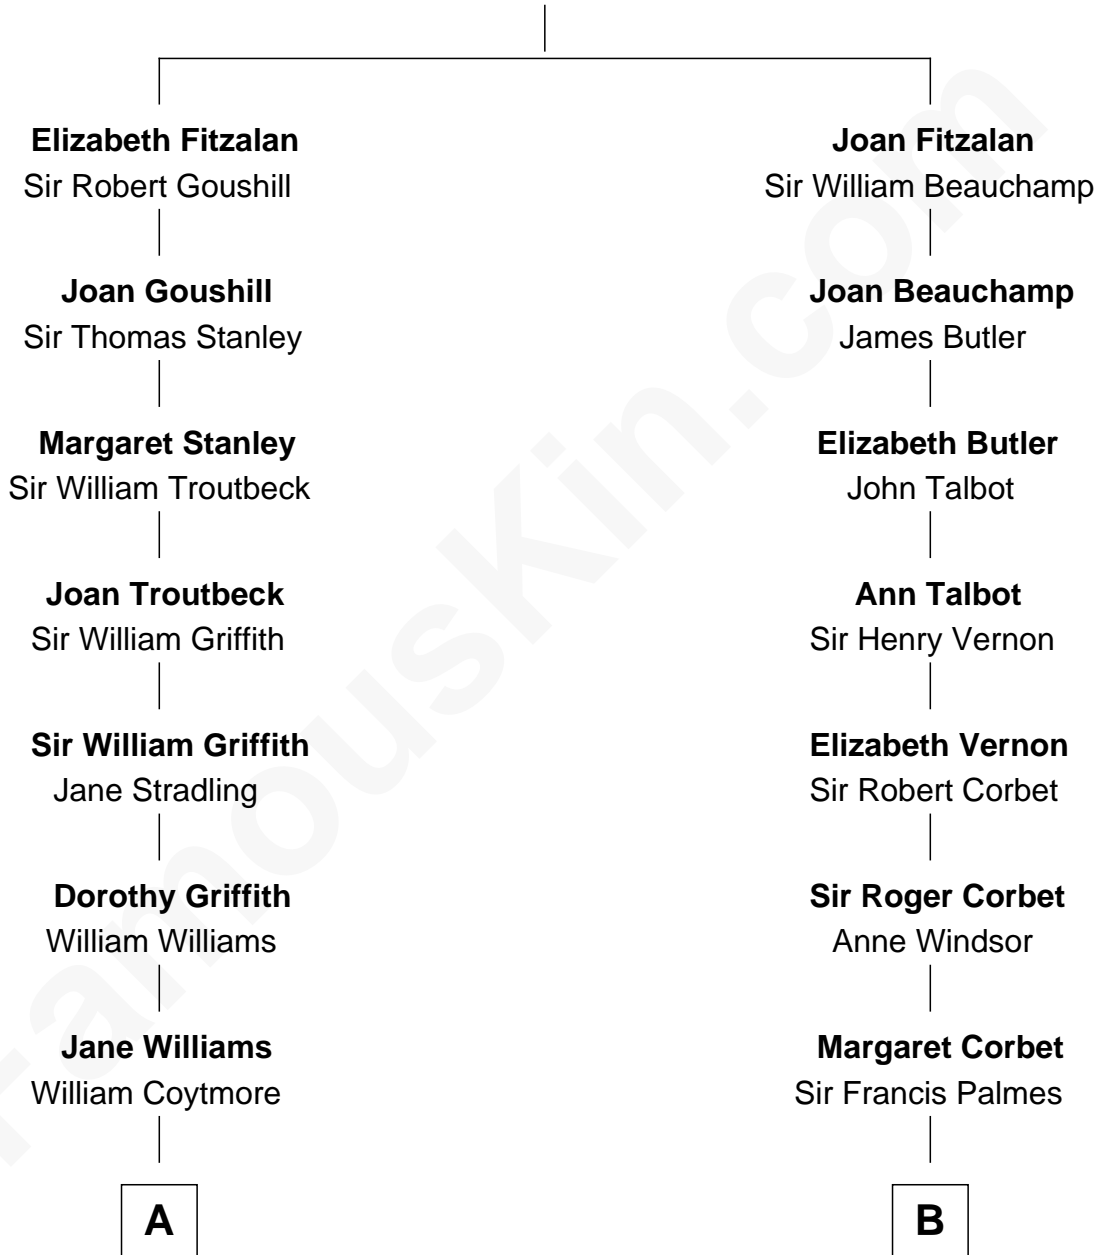 Elizabeth Fitzalan
Sir Robert Goushill
Joan Goushill
Sir Thomas Stanley
Margaret Stanley
Sir William Troutbeck
Joan Troutbeck
Sir William Griffith
Sir William Griffith
Jane Stradling
Dorothy Griffith
William Williams
Jane Williams
William Coytmore
A
Joan Fitzalan
Sir William Beauchamp
Joan Beauchamp
James Butler
Elizabeth Butler
John Talbot
Ann Talbot
Sir Henry Vernon
Elizabeth Vernon
Sir Robert Corbet
Sir Roger Corbet
Anne Windsor
Margaret Corbet
Sir Francis Palmes
B
FamousKin.com